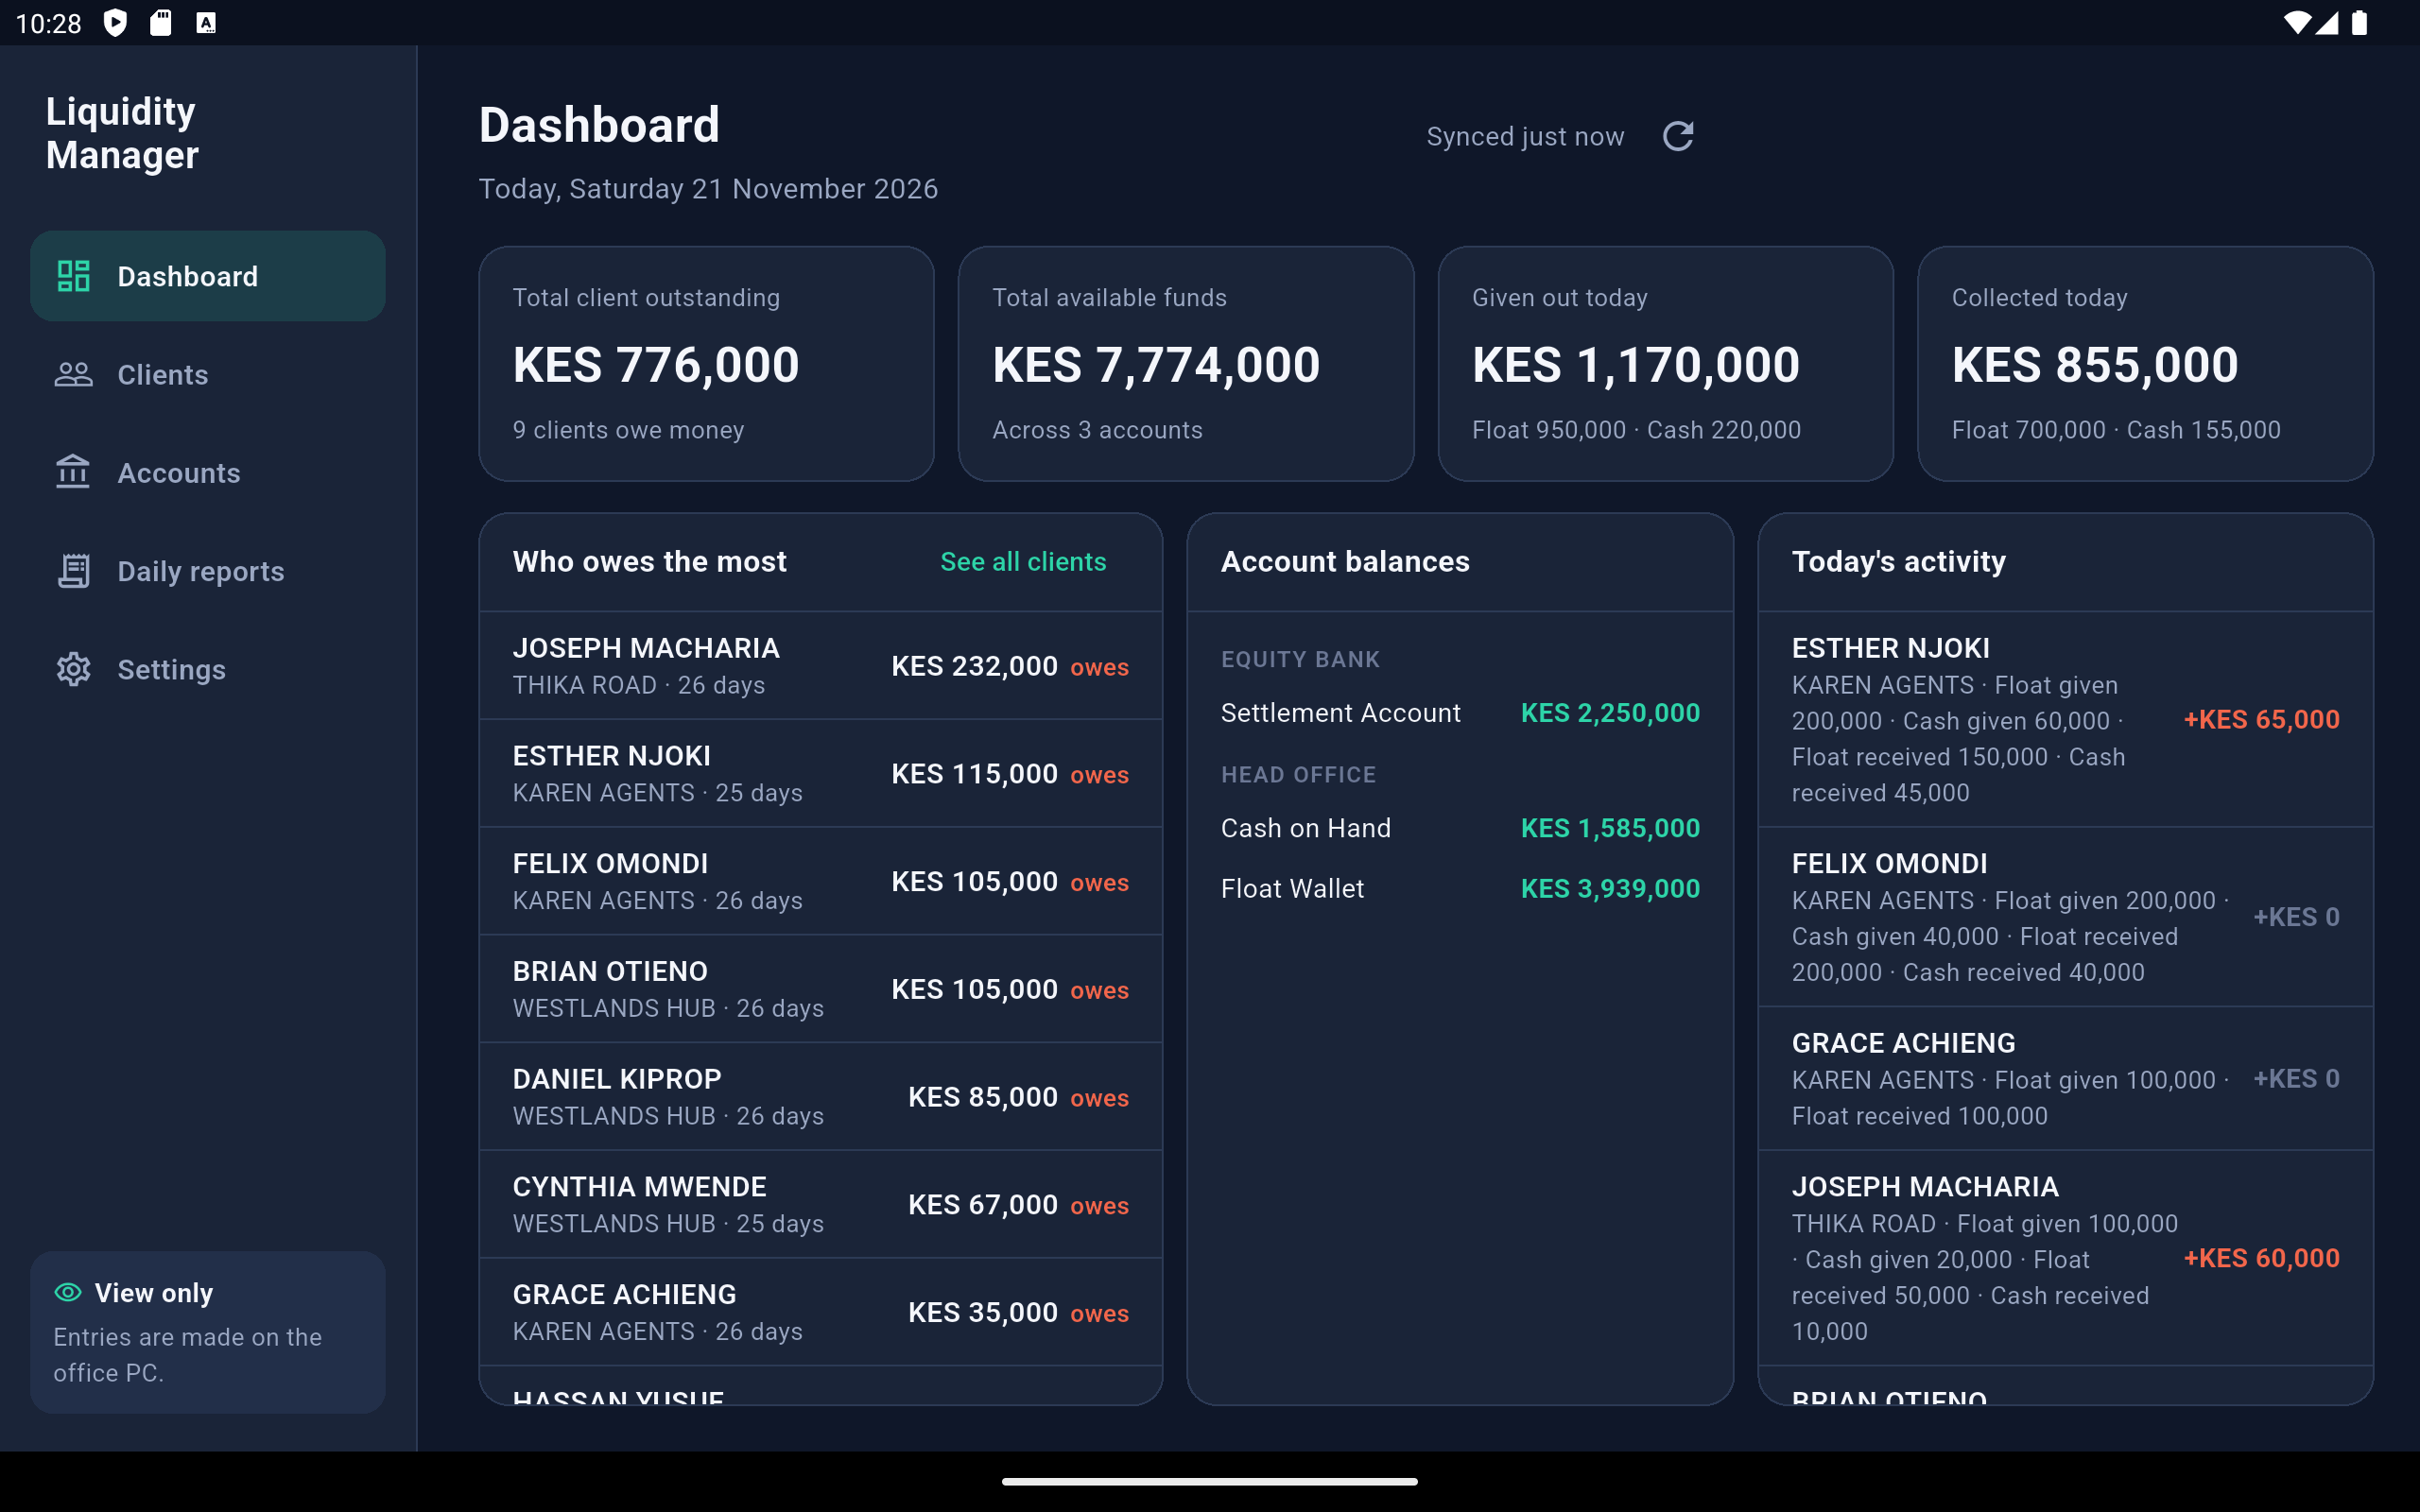 10:28
Liquidity
Manager
Dashboard
Clients
Accounts
Daily reports
Settings
View only
Entries are made on the
office PC.
Dashboard
Today, Saturday 21 November 2026
Synced just now
Total client outstanding
KES 776,000
9 clients owe money
Total available funds
KES 7,774,000
Across 3 accounts
Given out today
KES 1,170,000
Float 950,000 · Cash 220,000
Collected today
KES 855,000
Float 700,000 · Cash 155,000
Who owes the most See all clients
JOSEPH MACHARIA
THIKA ROAD · 26 days
KES 232,000 owes
ESTHER NJOKI
KAREN AGENTS · 25 days
KES 115,000 owes
FELIX OMONDI
KAREN AGENTS · 26 days
KES 105,000 owes
BRIAN OTIENO
WESTLANDS HUB · 26 days
KES 105,000 owes
DANIEL KIPROP
WESTLANDS HUB · 26 days
KES 85,000 owes
CYNTHIA MWENDE
WESTLANDS HUB · 25 days
KES 67,000 owes
GRACE ACHIENG
KAREN AGENTS · 26 days
KES 35,000 owes
HASSAN YUSUF
Account balances
EQUITY BANK
Settlement Account KES 2,250,000
HEAD OFFICE
Cash on Hand KES 1,585,000
Float Wallet KES 3,939,000
Today's activity
ESTHER NJOKI
KAREN AGENTS · Float given
200,000 · Cash given 60,000 ·
Float received 150,000 · Cash
received 45,000
+KES 65,000
FELIX OMONDI
KAREN AGENTS · Float given 200,000 ·
Cash given 40,000 · Float received
200,000 · Cash received 40,000
+KES 0
GRACE ACHIENG
KAREN AGENTS · Float given 100,000 ·
Float received 100,000
+KES 0
JOSEPH MACHARIA
THIKA ROAD · Float given 100,000
· Cash given 20,000 · Float
received 50,000 · Cash received
10,000
+KES 60,000
BRIAN OTIENO